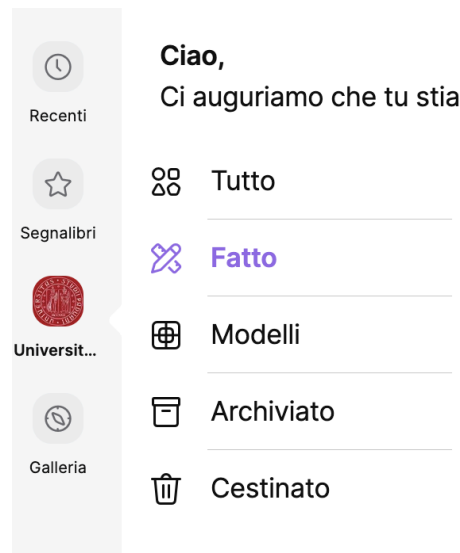 Recenti
Segnalibri
Universit...
Galleria
Ciao,
Ci auguriamo che tu stia
Tutto
Fatto
Modelli
Archiviato
Cestinato